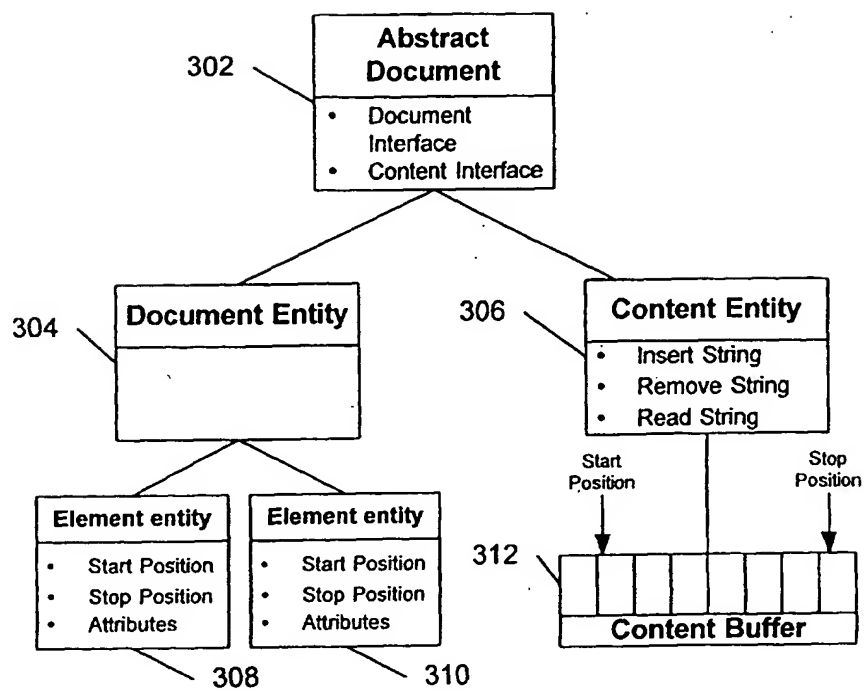 Abstract
Document
302
• Document
Interface
• Content Interface
304
Document Entity
306
Content Entity
• Insert String
• Remove String
• Read String
Start
Position
Stop
Position
Element entity
• Start Position
• Stop Position
• Attributes
Element entity
• Start Position
• Stop Position
• Attributes
312
Content Buffer
308
310